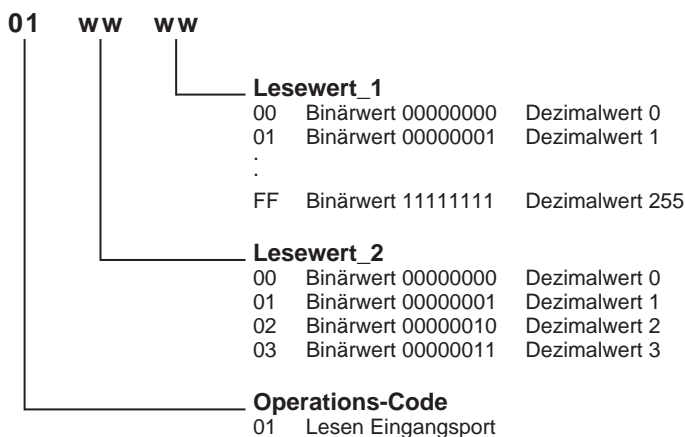 01 ww ww
Lesewert_1
00 Binärwert 00000000 Dezimalwert 0
01 Binärwert 00000001 Dezimalwert 1
.
.
FF Binärwert 11111111 Dezimalwert 255
Lesewert_2
00 Binärwert 00000000 Dezimalwert 0
01 Binärwert 00000001 Dezimalwert 1
02 Binärwert 00000010 Dezimalwert 2
03 Binärwert 00000011 Dezimalwert 3
Operations-Code
01 Lesen Eingangsport